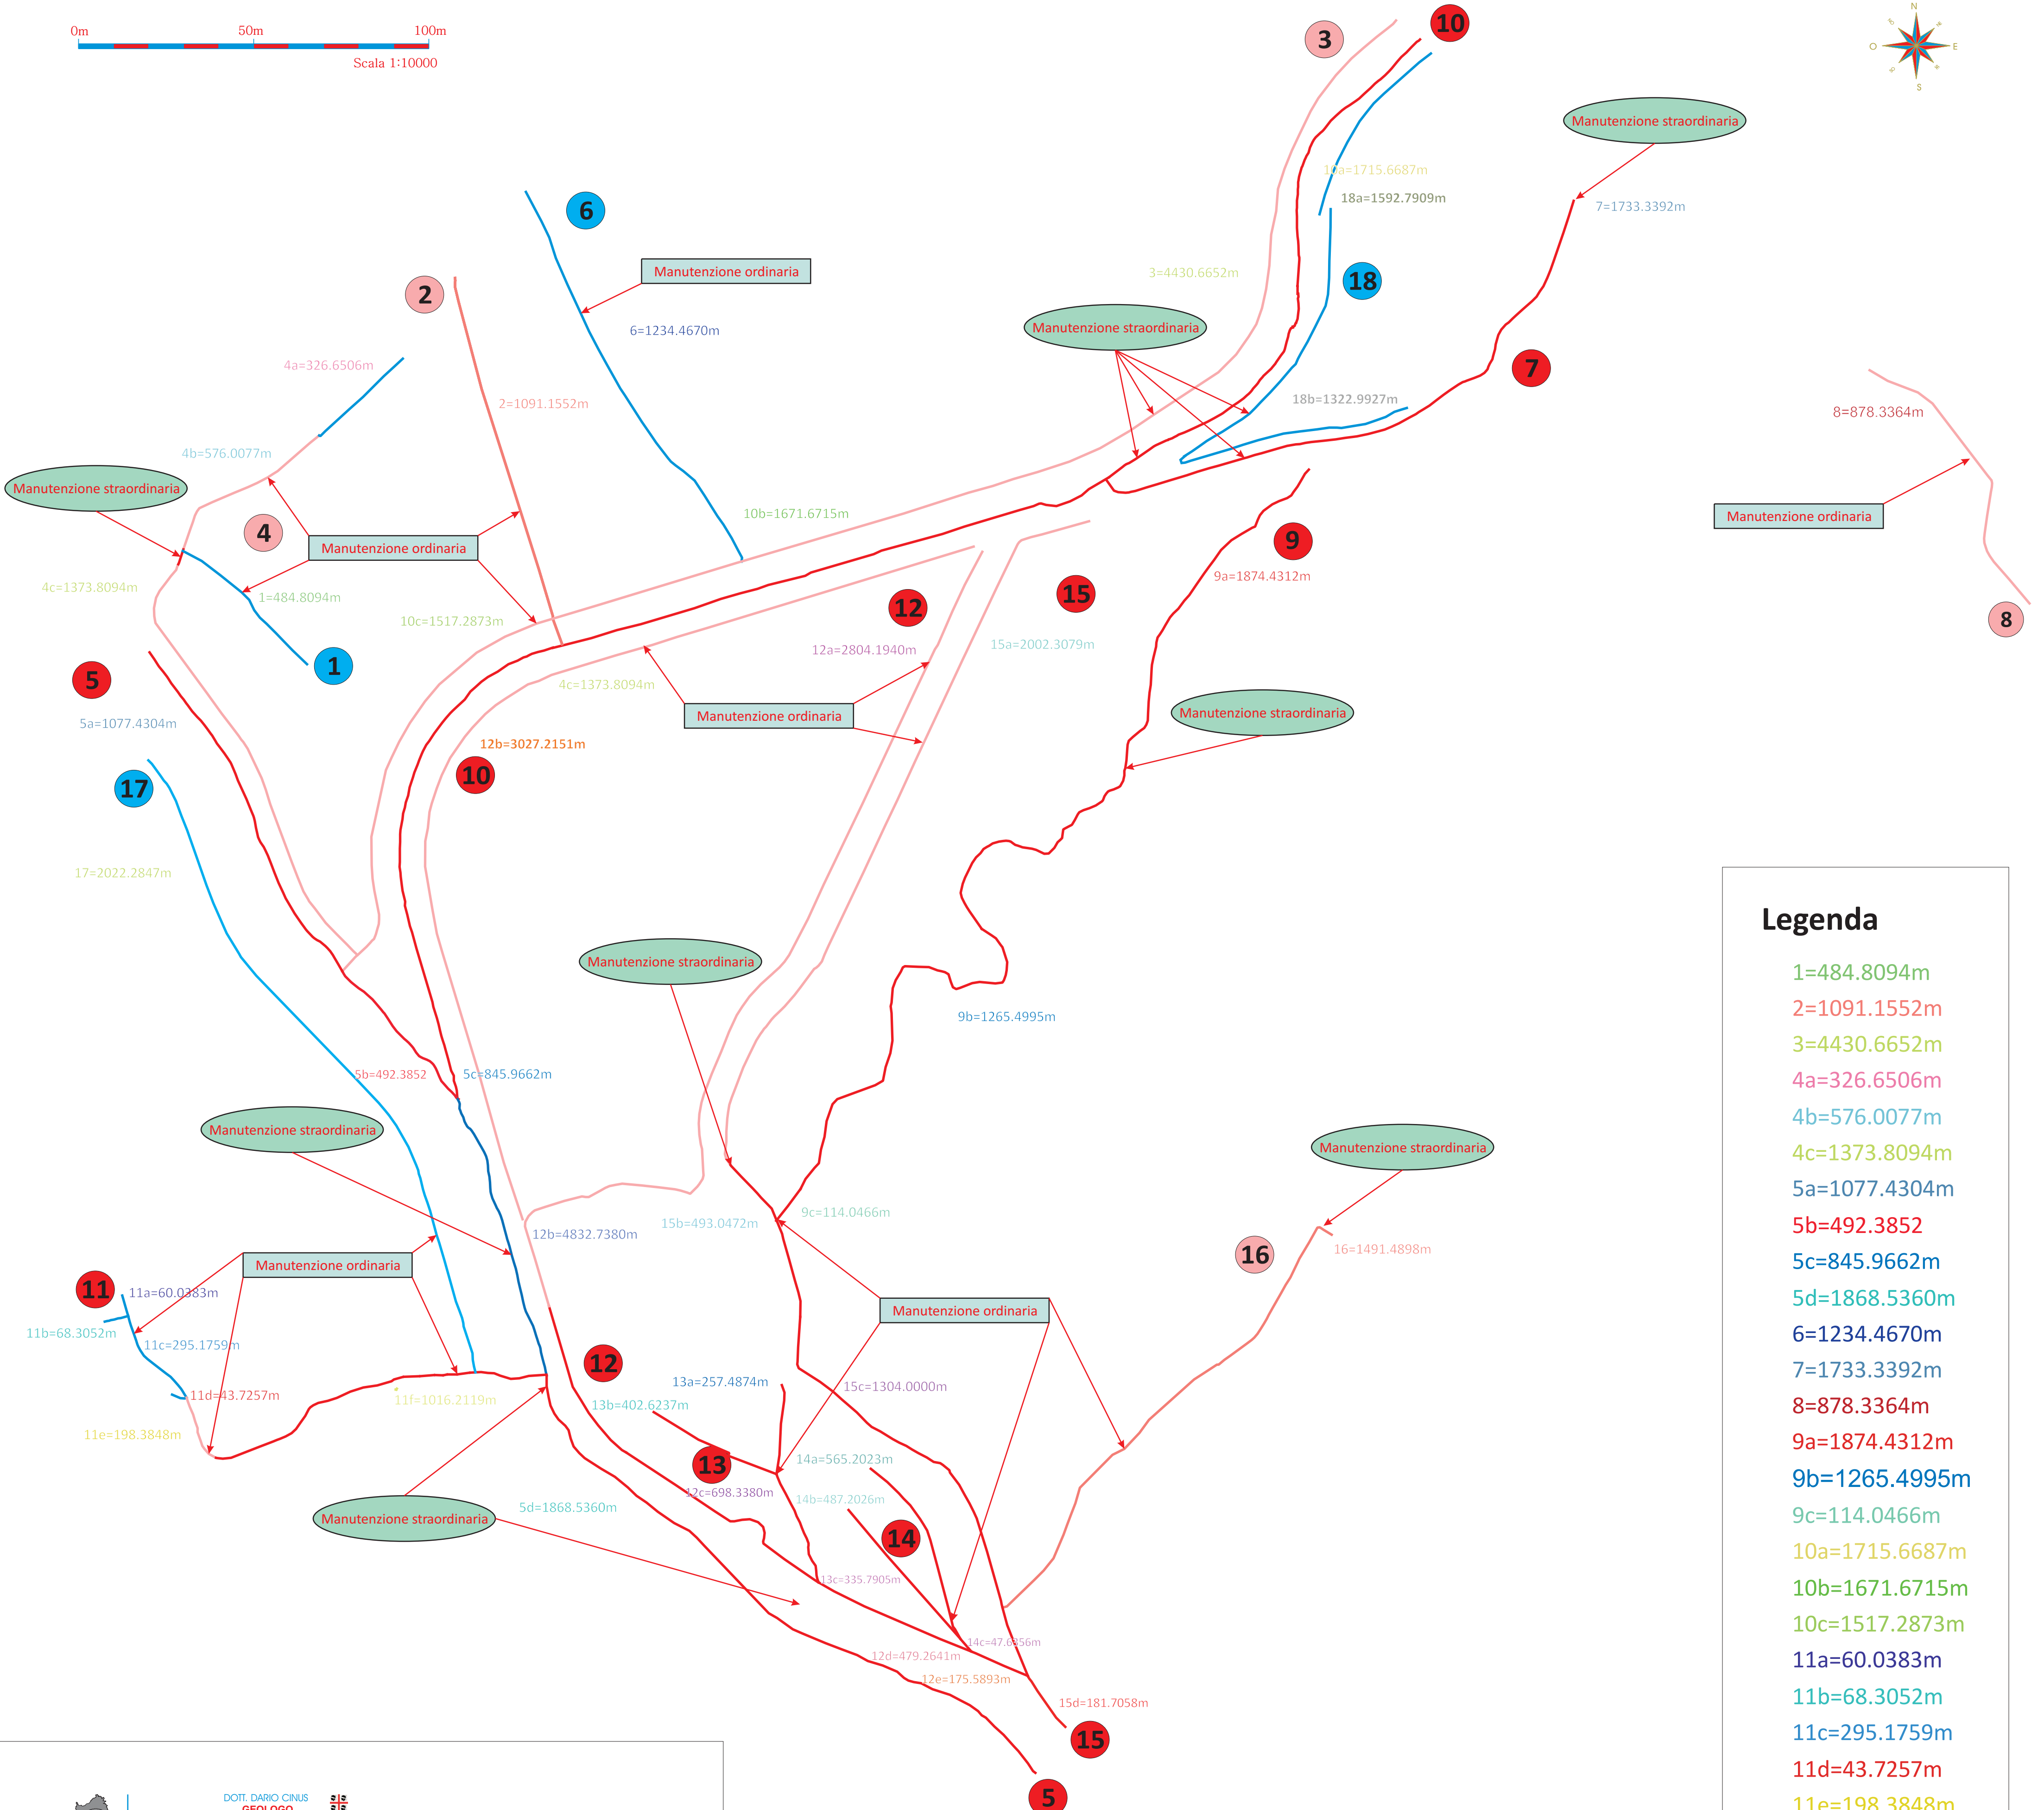 0m 50m 100m
Scala 1:10000
N
O E
S
3
10
Manutenzione straordinaria
10a=1715.6687m
18a=1592.7909m
7=1733.3392m
6
Manutenzione ordinaria
3=4430.6652m
18
2
6=1234.4670m
Manutenzione straordinaria
4a=326.6506m
7
2=1091.1552m
18b=1322.9927m
8=878.3364m
4b=576.0077m
Manutenzione straordinaria
10b=1671.6715m
Manutenzione ordinaria
4
Manutenzione ordinaria
9
9a=1874.4312m
4c=1373.8094m
1=484.8094m
15
12
10c=1517.2873m
8
15a=2002.3079m
12a=2804.1940m
1
5
4c=1373.8094m
Manutenzione ordinaria
Manutenzione straordinaria
5a=1077.4304m
12b=3027.2151m
10
17
17=2022.2847m
Manutenzione straordinaria
9b=1265.4995m
5b=492.3852
5c=845.9662m
Manutenzione straordinaria
Manutenzione straordinaria
9c=114.0466m
15b=493.0472m
12b=4832.7380m
16
16=1491.4898m
Manutenzione ordinaria
11
11a=60.0383m
Manutenzione ordinaria
11b=68.3052m
11c=295.1759m
12
13a=257.4874m
15c=1304.0000m
11d=43.7257m
11f=1016.2119m
13b=402.6237m
11e=198.3848m
13
14a=565.2023m
12c=698.3380m
14b=487.2026m
5d=1868.5360m
Manutenzione straordinaria
14
13c=335.7905m
14c=47.6356m
12d=479.2641m
12e=175.5893m
15d=181.7058m
15
5
DOTT. DARIO CINUS
GEOLOGO
Legenda
1=484.8094m
2=1091.1552m
3=4430.6652m
4a=326.6506m
4b=576.0077m
4c=1373.8094m
5a=1077.4304m
5b=492.3852
5c=845.9662m
5d=1868.5360m
6=1234.4670m
7=1733.3392m
8=878.3364m
9a=1874.4312m
9b=1265.4995m
9c=114.0466m
10a=1715.6687m
10b=1671.6715m
10c=1517.2873m
11a=60.0383m
11b=68.3052m
11c=295.1759m
11d=43.7257m
11e=198.3848m